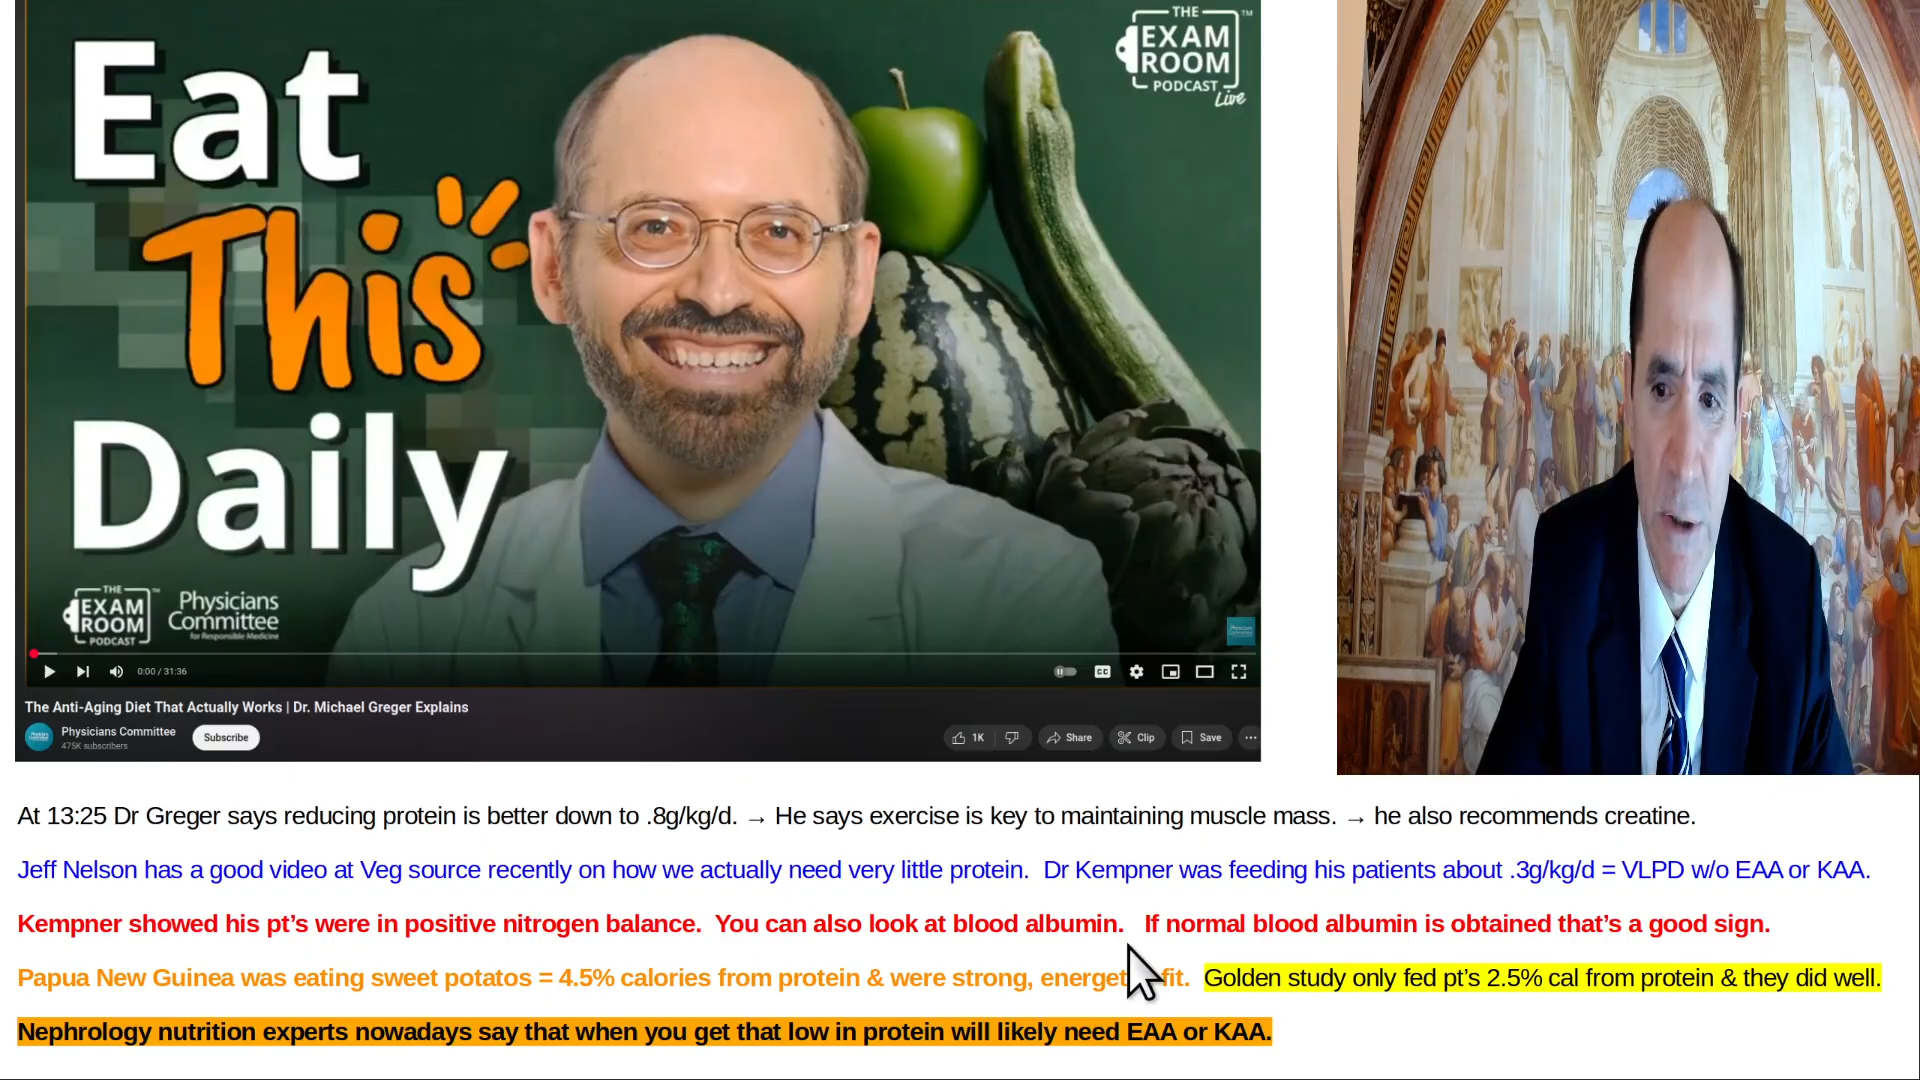 Eat
This
Daily
THE
EXAM
ROOM
PODCAST
Live
TM
THE
EXAM
ROOM
PODCAST
TM
Physicians
Committee
for Responsible Medicine
0:00 / 31:36
CC
The Anti-Aging Diet That Actually Works | Dr. Michael Greger Explains
Physicians Committee
475K subscribers
Subscribe
1K
Share
Clip
Save
At 13:25 Dr Greger says reducing protein is better down to .8g/kg/d. → He says exercise is key to maintaining muscle mass. → he also recommends creatine.
Jeff Nelson has a good video at Veg source recently on how we actually need very little protein. Dr Kempner was feeding his patients about .3g/kg/d = VLPD w/o EAA or KAA.
Kempner showed his pt’s were in positive nitrogen balance. You can also look at blood albumin. If normal blood albumin is obtained that’s a good sign.
Papua New Guinea was eating sweet potatos = 4.5% calories from protein & were strong, fit. Golden study only fed pt’s 2.5% cal from protein & they did well.
Nephrology nutrition experts nowadays say that when you get that low in protein will likely need EAA or KAA.